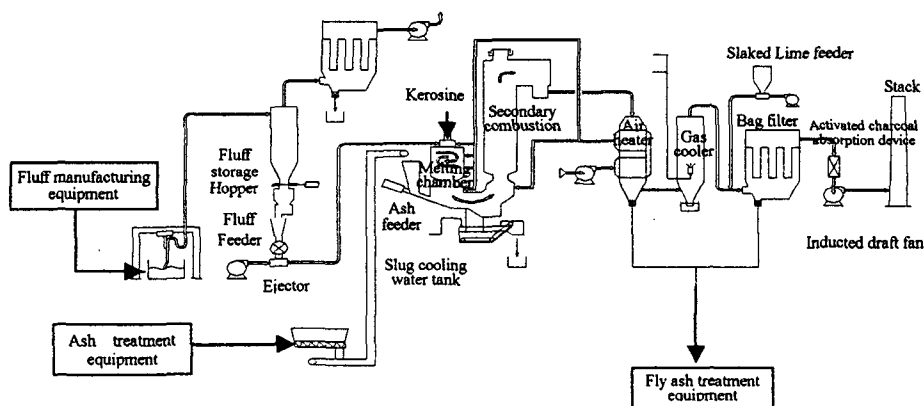 Slaked Lime feeder
Stack
Kerosine
Secondary
combustion
Bag filter
Activated charcoal
absorption device
Air
heater
Gas
cooler
Fluff
storage
Hopper
Melting
chamber
Fluff manufacturing
equipment
Fluff
Feeder
Ash
feeder
Inducted draft fan
Slug cooling
water tank
Ejector
Ash treatment
equipment
Fly ash treatment
equipment